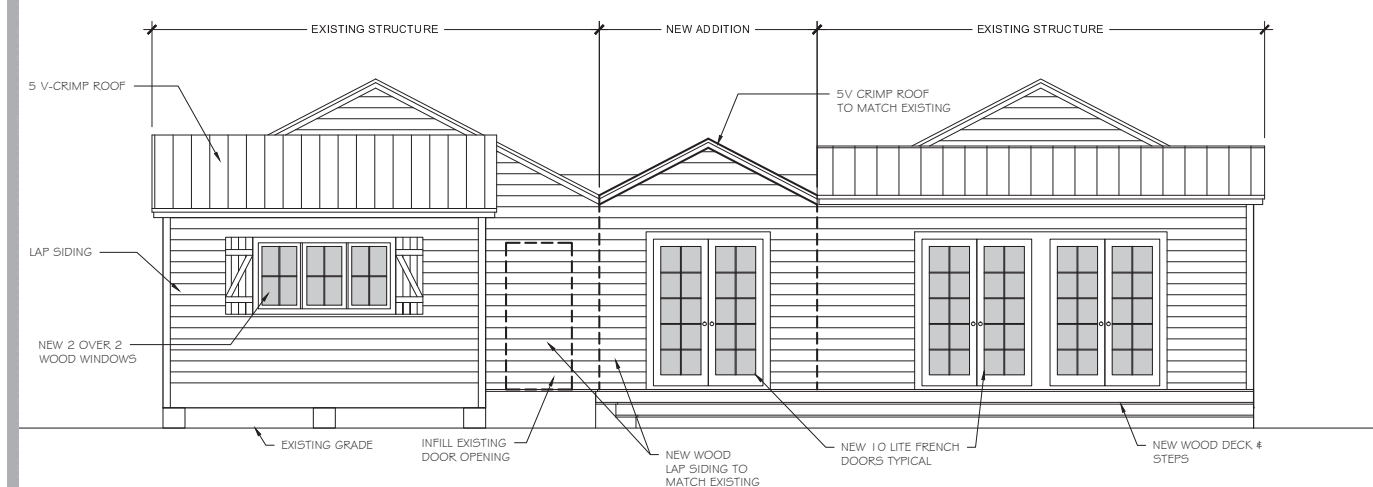 EXISTING STRUCTURE
NEW ADDITION
EXISTING STRUCTURE
5 V-CRIMP ROOF
5V CRIMP ROOF
TO MATCH EXISTING
LAP SIDING
NEW 2 OVER 2
WOOD WINDOWS
EXISTING GRADE
INFILL EXISTING
DOOR OPENING
NEW WOOD
LAP SIDING TO
MATCH EXISTING
NEW 10 LITE FRENCH
DOORS TYPICAL
NEW WOOD DECK &
STEPS